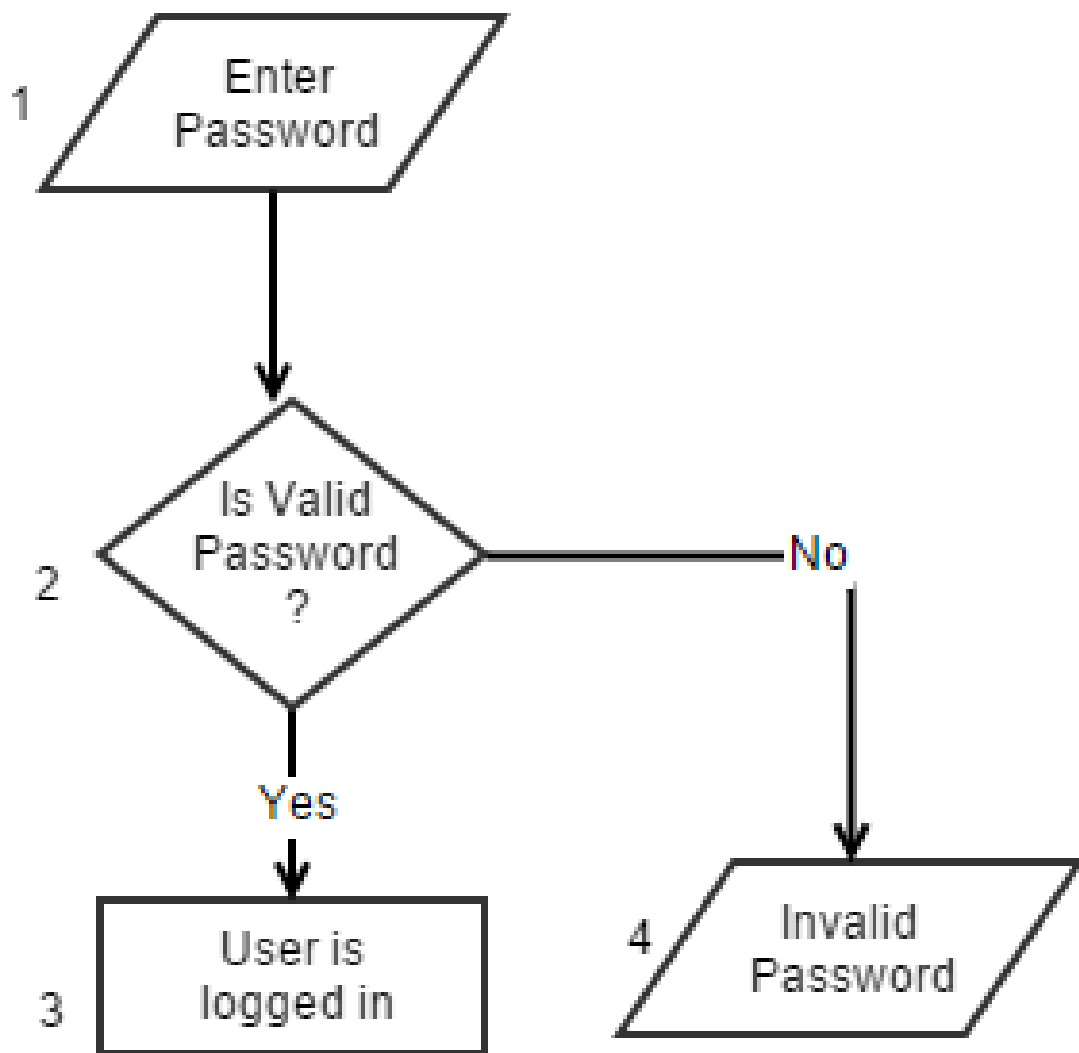 1
Enter
Password
2
Is Valid
Password
?
No
Yes
3
User is
logged in
4
Invalid
Password